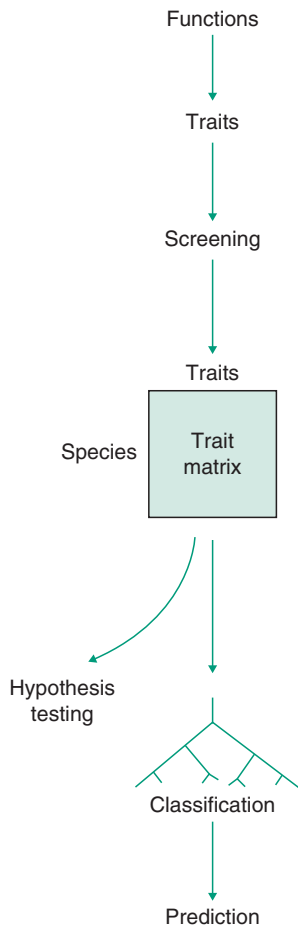 Functions
Traits
Screening
Traits
Species
Trait
matrix
Hypothesis
testing
Classification
Prediction